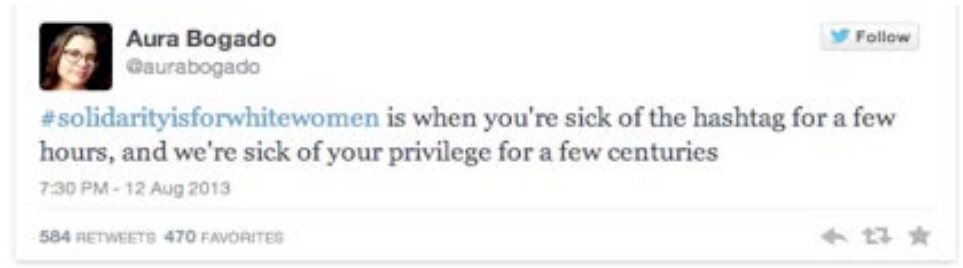 Aura Bogado
Follow
@aurabogado
#solidarityisforwhitewomen is when you're sick of the hashtag for a few
hours, and we're sick of your privilege for a few centuries
7:30 PM - 12 Aug 2013
584 RETWEETS 470 FAVORITES